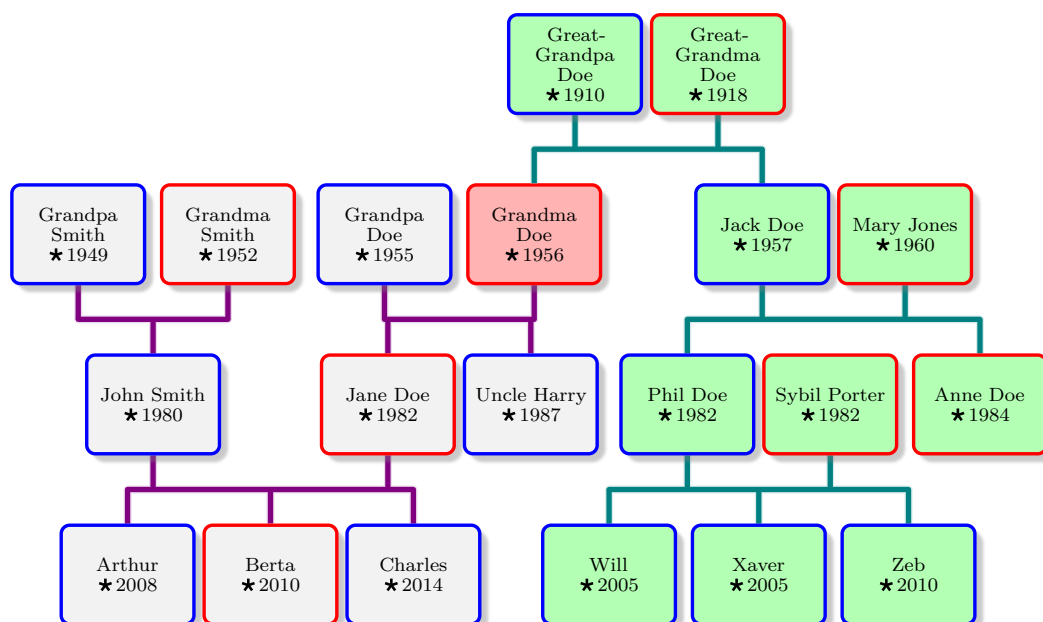 Great-
Grandpa
Doe
★1910
Great-
Grandma
Doe
★1918
Grandpa
Smith
★1949
Grandma
Smith
★1952
Grandpa
Doe
★1955
Grandma
Doe
★1956
Jack Doe
★1957
Mary Jones
★1960
John Smith
★1980
Jane Doe
★1982
Uncle Harry
★1987
Phil Doe
★1982
Sybil Porter
★1982
Anne Doe
★1984
Arthur
★2008
Berta
★2010
Charles
★2014
Will
★2005
Xaver
★2005
Zeb
★2010